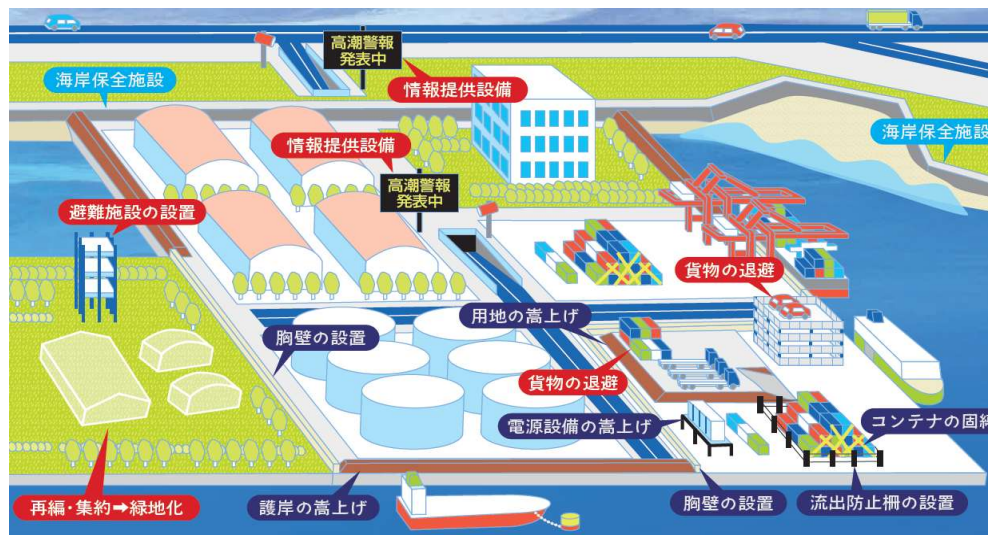 高潮警報
発表中
海岸保全施設
情報提供設備
海岸保全施設
情報提供設備
高潮警報
発表中
避難施設の設置
貨物の退避
用地の嵩上げ
胸壁の設置
貨物の退避
電源設備の嵩上げ
コンテナの固縛
再編・集約➡緑地化
護岸の嵩上げ
胸壁の設置
流出防止柵の設置